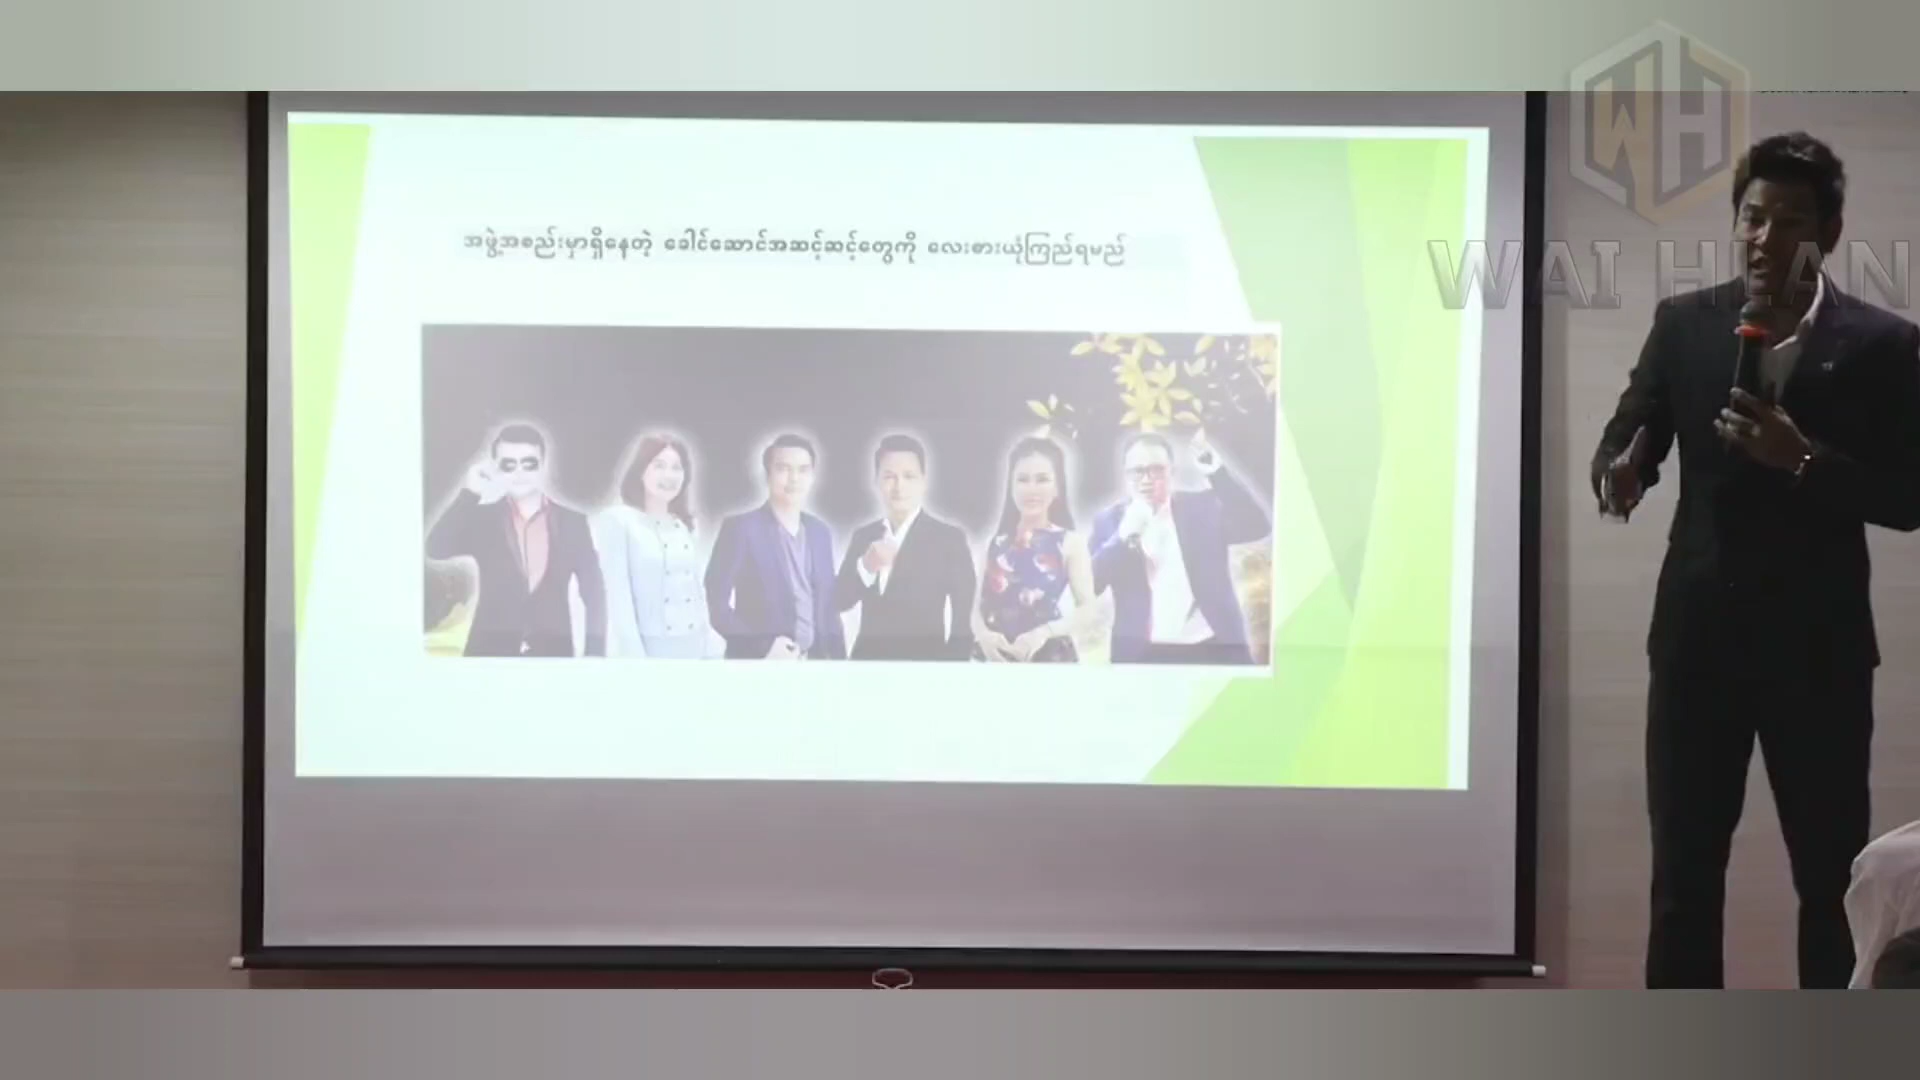 WH
WAI HLAN
အဖွဲ့အစည်းမှာရှိနေတဲ့ ခေါင်ဆောင်အဆင့်ဆင့်တွေကို လေးစားယုံကြည်ရမည်